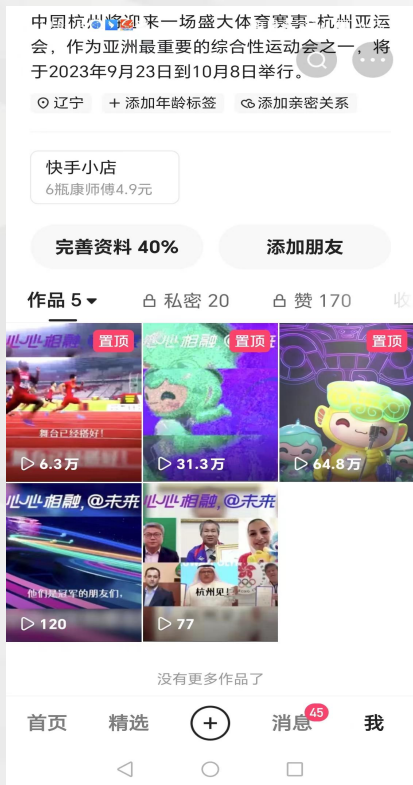 中国杭州将迎来一场盛大体育赛事-杭州亚运
会，作为亚洲最重要的综合性运动会之一，将
于2023年9月23日到10月8日举行。
辽宁
+ 添加年龄标签
添加亲密关系
快手小店
6瓶康师傅4.9元
完善资料 40%
添加朋友
作品 5
私密 20
赞 170
收
心心相融
置顶
舞台已经搭好！
6.3万
心心相融
置顶
31.3万
置顶
64.8万
心心相融,@未来
他们是冠军的朋友们,
120
心心相融,@未来
杭州见！
77
没有更多作品了
首页
精选
消息
45
我